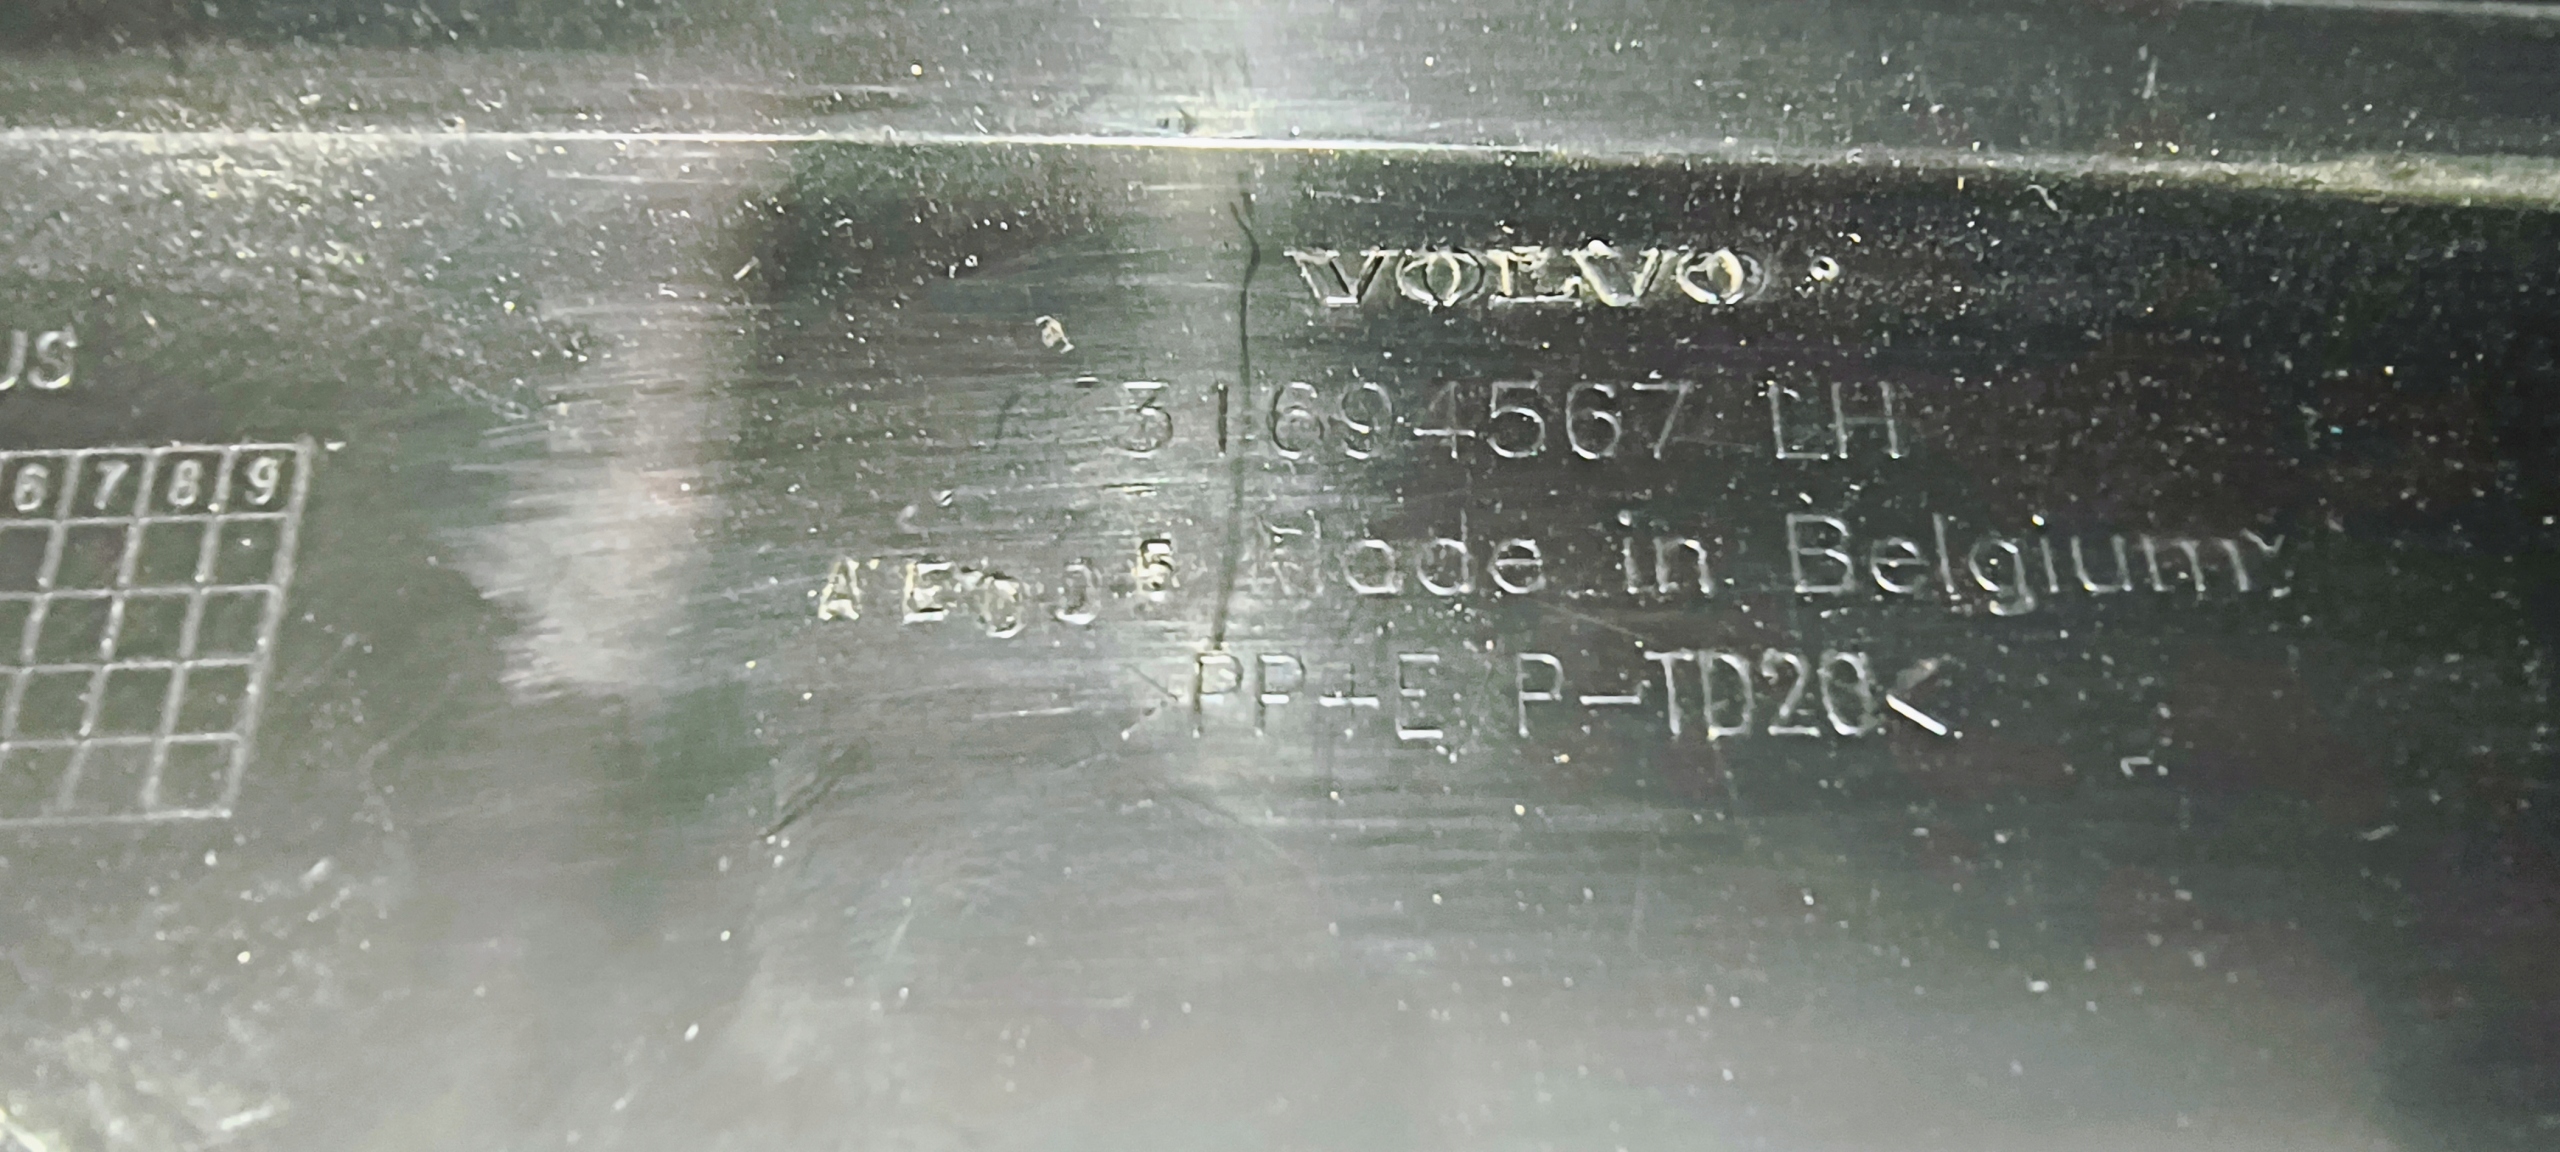 VOLVO
31694567 LH
US
6 7 8 9
Made in Belgium
>PP+E P-TD20<